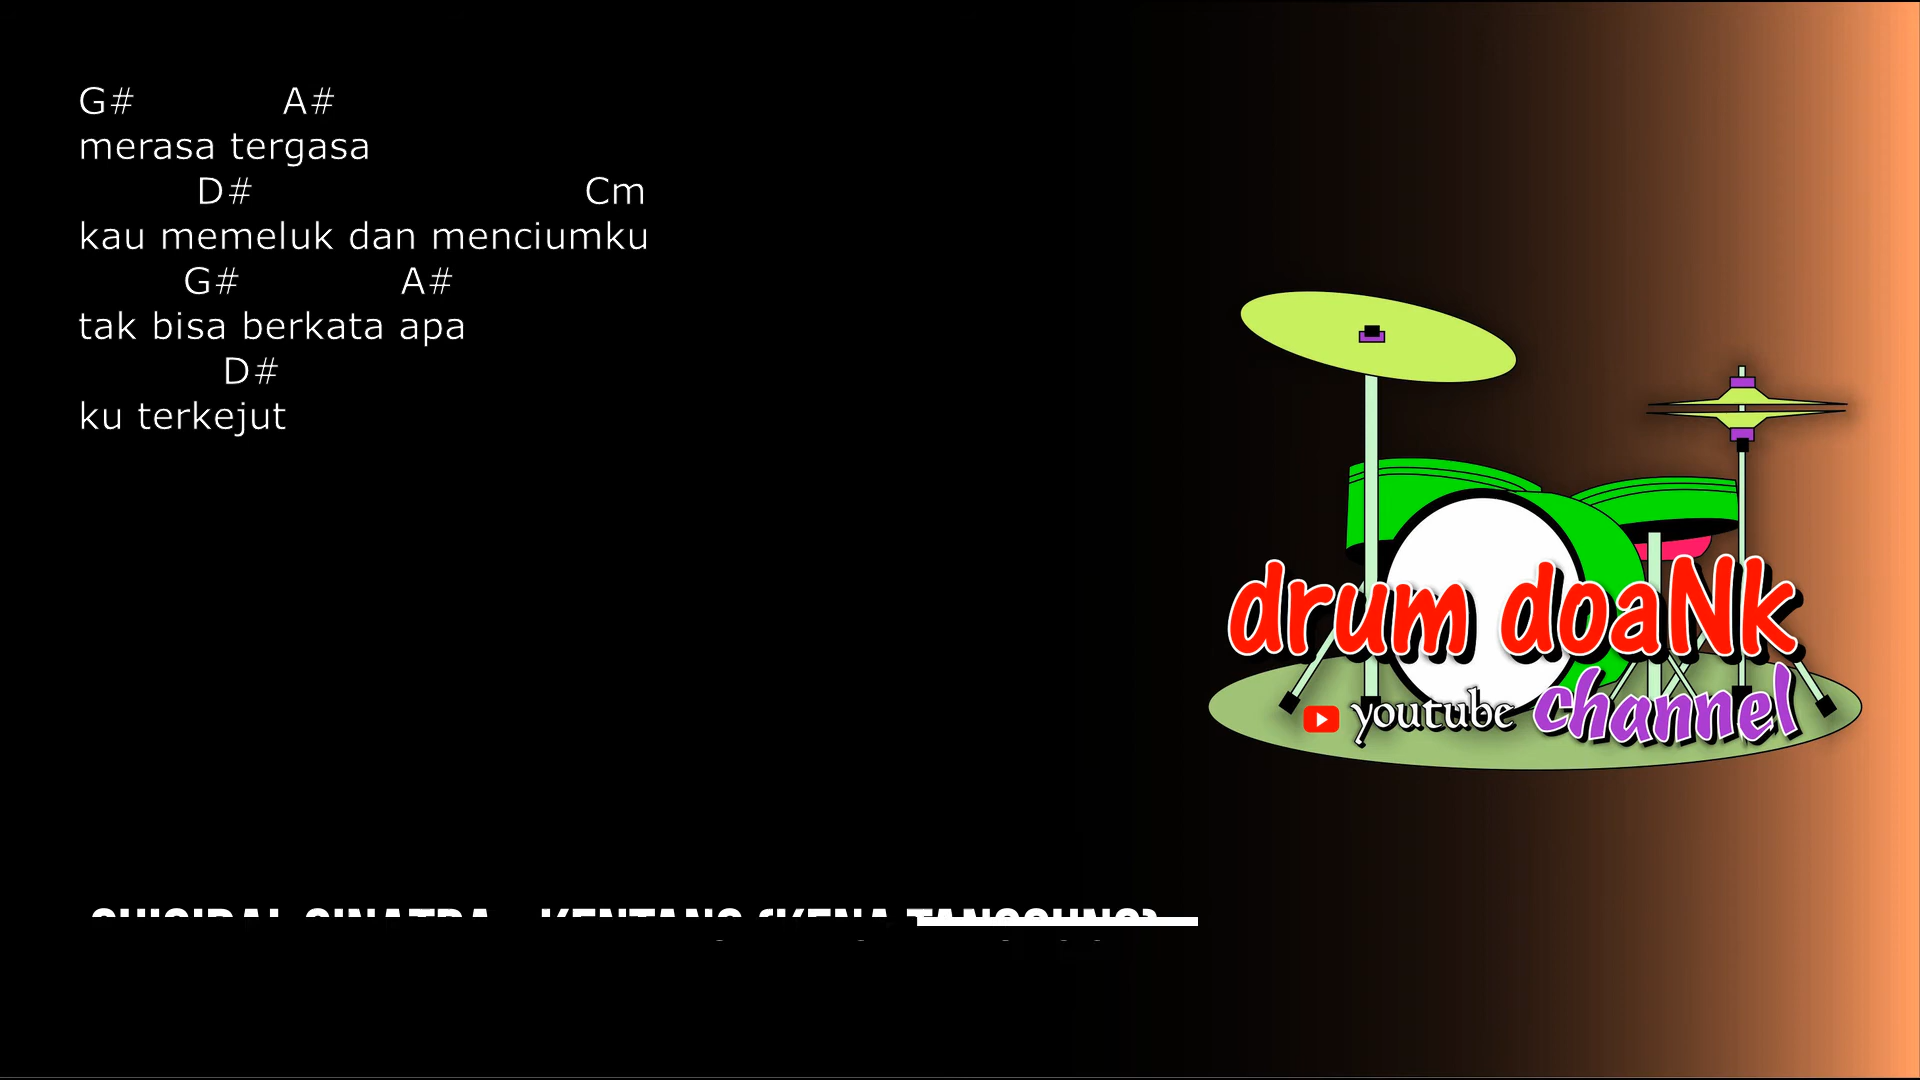 G# A#
merasa tergasa
D# Cm
kau memeluk dan menciumku
G# A#
tak bisa berkata apa
D#
ku terkejut
drum doaNk
youtube channel